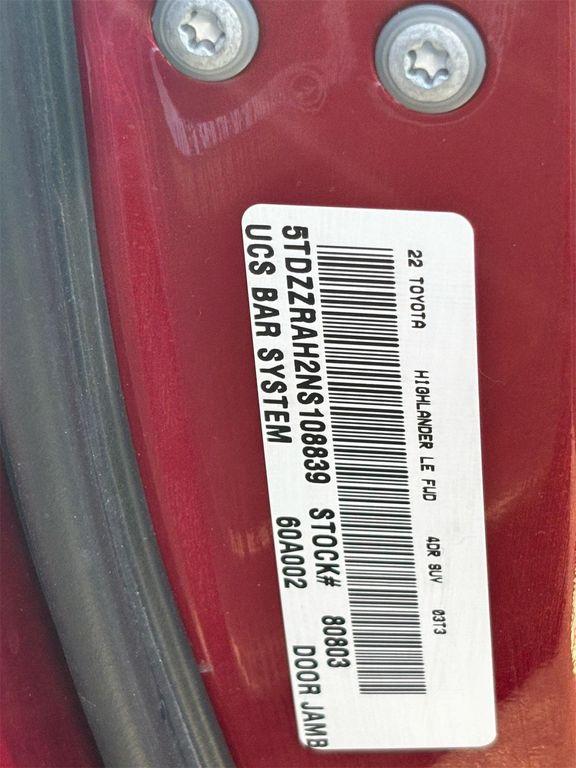 22 TOYOTA HIGHLANDER LE FWD 4DR SUV 03T3
5TDZZRAH2NS108839 STOCK# 80803
UCS BAR SYSTEM 60A002 DOOR JAMB